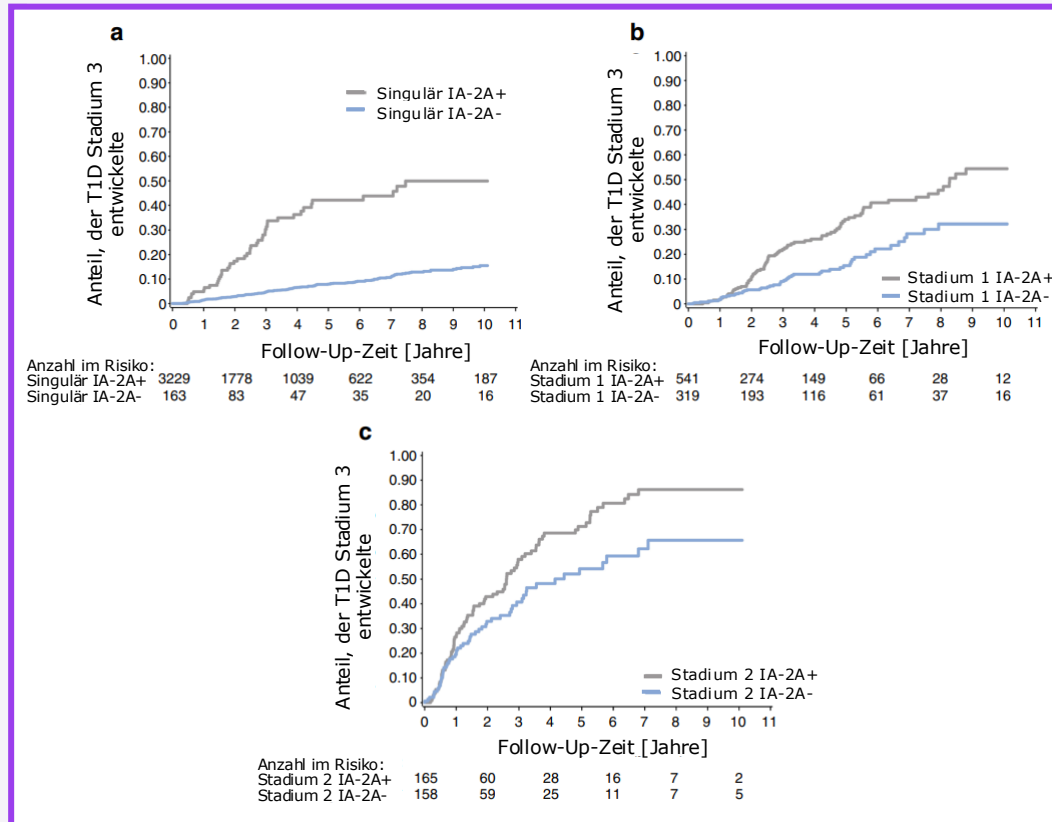 a
Anteil, der T1D Stadium 3
entwickelte
1.00
0.90
0.80
0.70
0.60
0.50
0.40
0.30
0.20
0.10
0
Singulär IA-2A+
Singulär IA-2A-
0 1 2 3 4 5 6 7 8 9 10 11
Follow-Up-Zeit [Jahre]
Anzahl im Risiko:
Singulär IA-2A+ 3229 1778 1039 622 354 187
Singulär IA-2A- 163 83 47 35 20 16
b
Anteil, der T1D Stadium 3
entwickelte
1.00
0.90
0.80
0.70
0.60
0.50
0.40
0.30
0.20
0.10
0
Stadium 1 IA-2A+
Stadium 1 IA-2A-
0 1 2 3 4 5 6 7 8 9 10 11
Follow-Up-Zeit [Jahre]
Anzahl im Risiko:
Stadium 1 IA-2A+ 541 274 149 66 28 12
Stadium 1 IA-2A- 319 193 116 61 37 16
c
Anteil, der T1D Stadium 3
entwickelte
1.00
0.90
0.80
0.70
0.60
0.50
0.40
0.30
0.20
0.10
0
Stadium 2 IA-2A+
Stadium 2 IA-2A-
0 1 2 3 4 5 6 7 8 9 10 11
Follow-Up-Zeit [Jahre]
Anzahl im Risiko:
Stadium 2 IA-2A+ 165 60 28 16 7 2
Stadium 2 IA-2A- 158 59 25 11 7 5